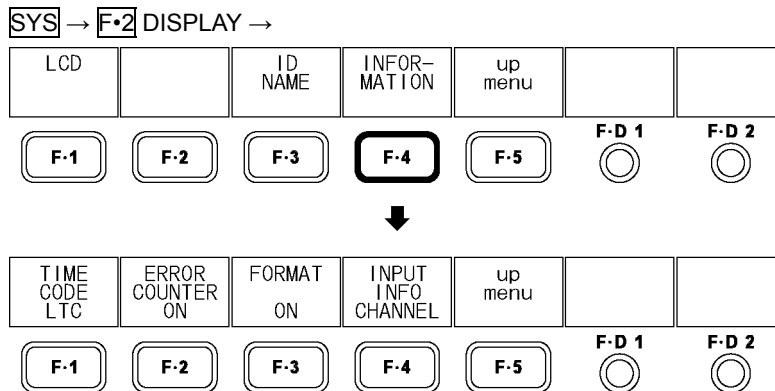 SYS → F•2 DISPLAY →
LCD
ID
NAME
INFOR–
MATION
up
menu
F·1
F·2
F·3
F·4
F·5
F·D 1
F·D 2
TIME
CODE
LTC
ERROR
COUNTER
ON
FORMAT
ON
INPUT
INFO
CHANNEL
up
menu
F·1
F·2
F·3
F·4
F·5
F·D 1
F·D 2